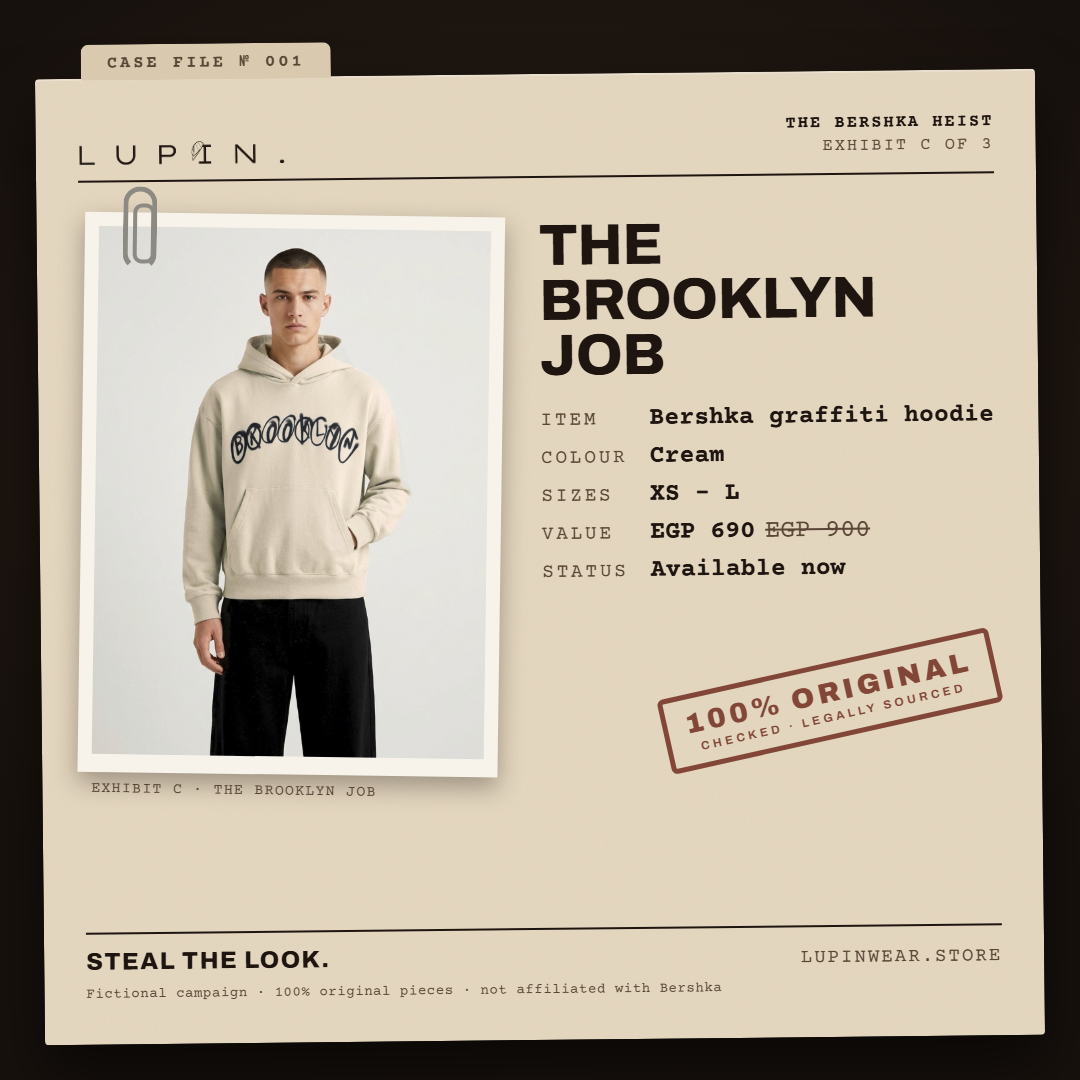 CASE FILE № 001
LUPIN.
THE BERSHKA HEIST
EXHIBIT C OF 3
THE
BROOKLYN
JOB
BROOKLYN
ITEM Bershka graffiti hoodie
COLOUR Cream
SIZES XS – L
VALUE EGP 690 EGP 900
STATUS Available now
100% ORIGINAL
CHECKED · LEGALLY SOURCED
EXHIBIT C · THE BROOKLYN JOB
STEAL THE LOOK.
LUPINWEAR.STORE
Fictional campaign · 100% original pieces · not affiliated with Bershka